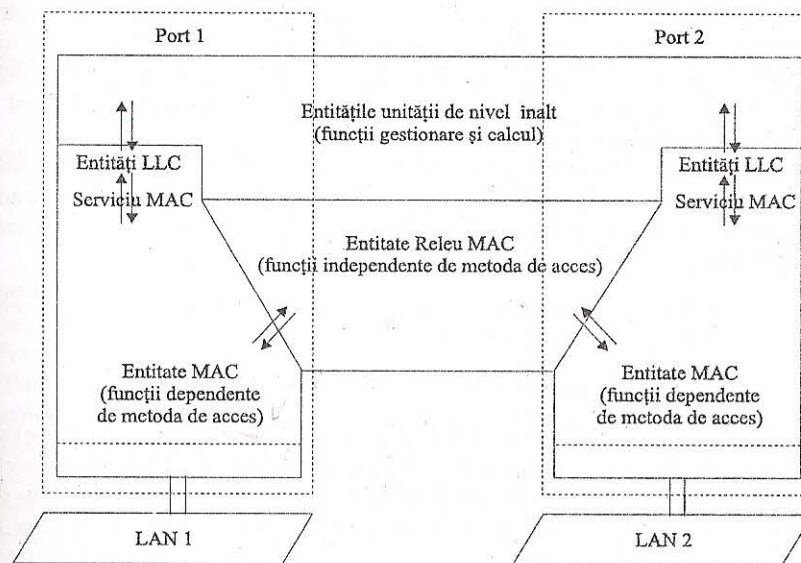 Port 1
Port 2
Entitățile unității de nivel inalt
(funcții gestionare și calcul)
Entități LLC
Serviciu MAC
Entități LLC
Serviciu MAC
Entitate Releu MAC
(funcții independente de metoda de acces)
Entitate MAC
(funcții dependente
de metoda de acces)
Entitate MAC
(funcții dependente
de metoda de acces)
LAN 1
LAN 2